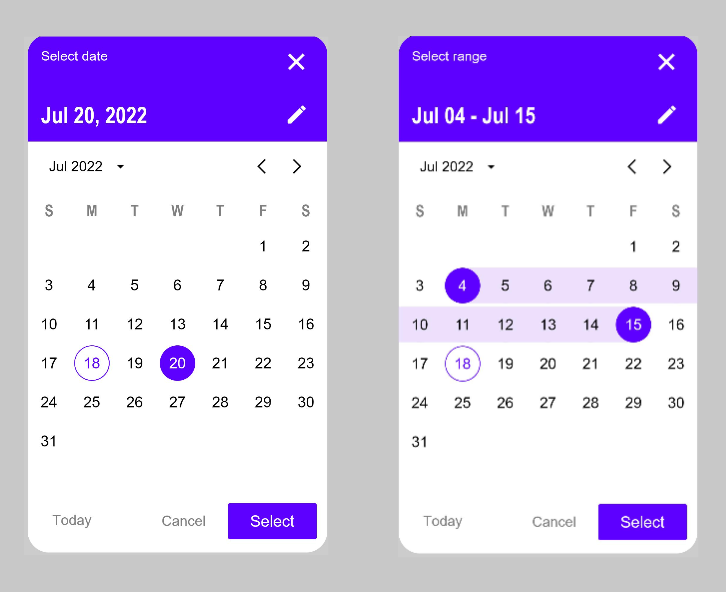 Select date
Jul 20, 2022
Jul 2022
S M T W T F S
1 2
3 4 5 6 7 8 9
10 11 12 13 14 15 16
17 18 19 20 21 22 23
24 25 26 27 28 29 30
31
Today Cancel Select
Select range
Jul 04 - Jul 15
Jul 2022
S M T W T F S
1 2
3 4 5 6 7 8 9
10 11 12 13 14 15 16
17 18 19 20 21 22 23
24 25 26 27 28 29 30
31
Today Cancel Select